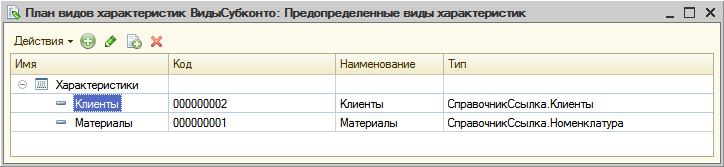 План видов характеристик ВидыСубконто: Предопределенные виды характеристик
Действия
Имя Код Наименование Тип
Характеристики
Клиенты 000000002 Клиенты СправочникСсылка.Клиенты
Материалы 000000001 Материалы СправочникСсылка.Номенклатура